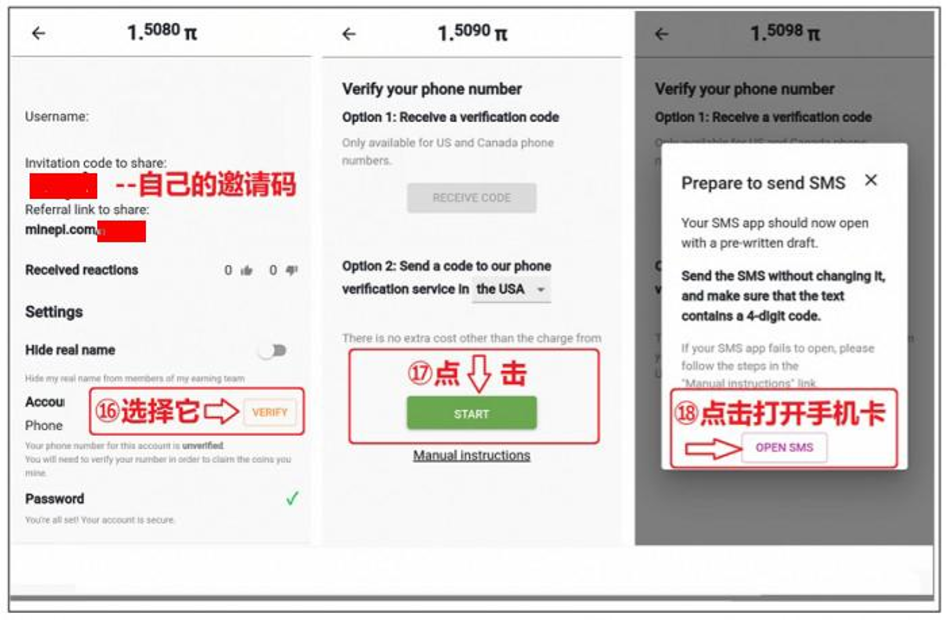 1.5080 π
Username:
Invitation code to share:
--自己的邀请码
Referral link to share:
minepi.com/
Received reactions 0 0
Settings
Hide real name
Hide my real name from members of my earning team
Accou
⑯选择它 VERIFY
Phone
Your phone number for this account is unverified.
You will need to verify your number in order to claim the coins you
mine.
Password
You're all set! Your account is secure.
1.5090 π
Verify your phone number
Option 1: Receive a verification code
Only available for US and Canada phone
numbers.
RECEIVE CODE
Option 2: Send a code to our phone
verification service in the USA
There is no extra cost other than the charge from
⑰点 击
START
Manual instructions
1.5098 π
Verify your phone number
Option 1: Receive a verification code
Prepare to send SMS
Your SMS app should now open
with a pre-written draft.
Send the SMS without changing it,
and make sure that the text
contains a 4-digit code.
If your SMS app fails to open, please
follow the steps in the
"Manual instructions" link.
⑱点击打开手机卡
OPEN SMS